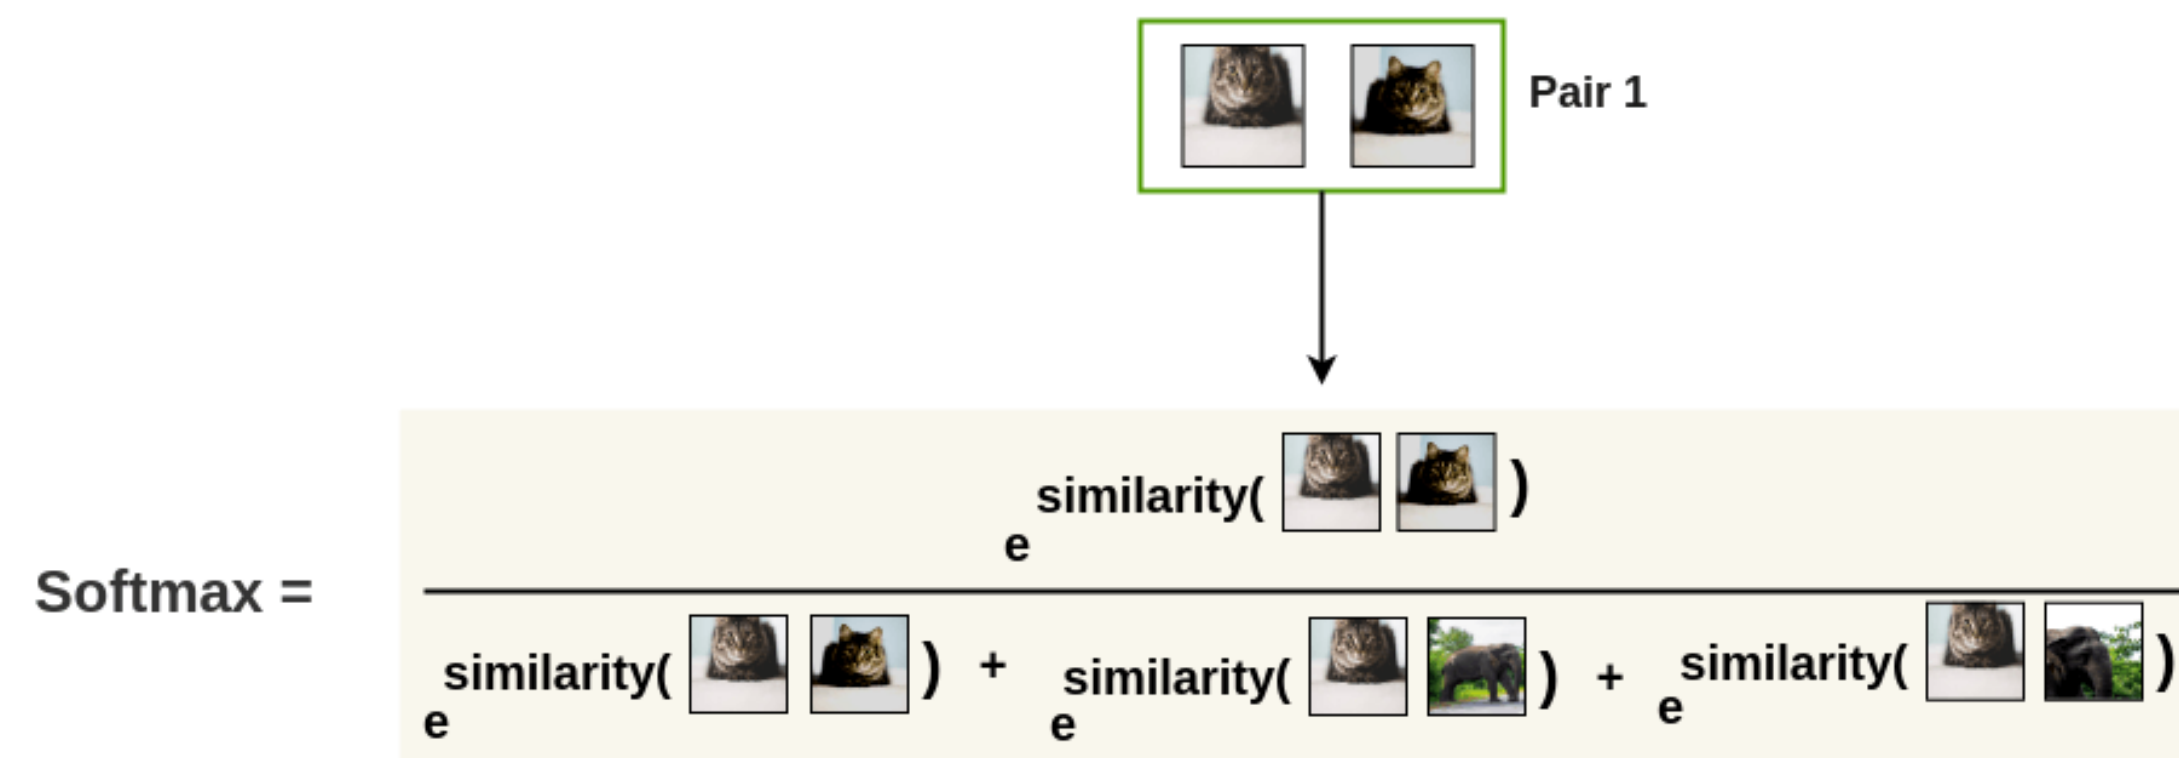 Pair 1
similarity( )
e
Softmax =
similarity( ) + similarity( ) + similarity( )
e e e